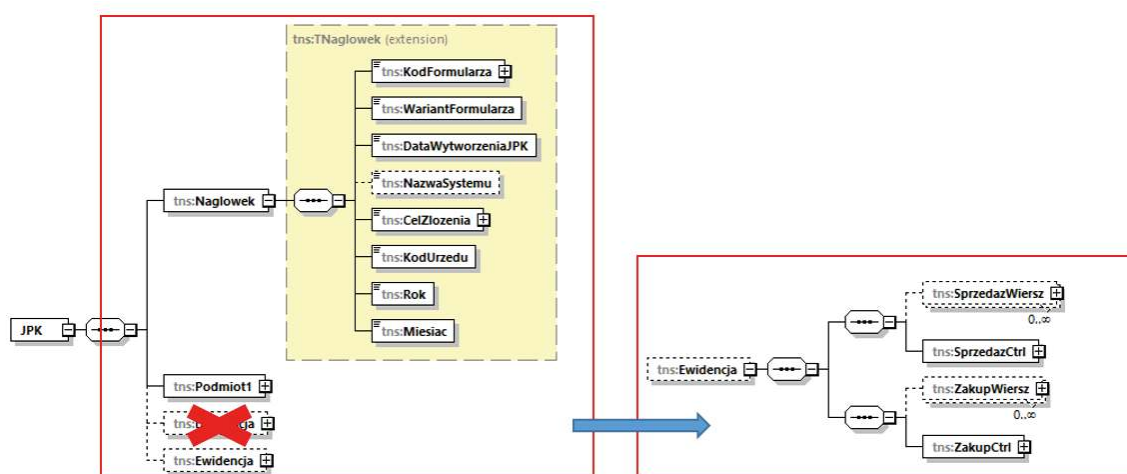 tns:TNaglowek (extension)
tns:KodFormularza
tns:WariantFormularza
tns:DataWytworzeniaJPK
tns:NazwaSystemu
tns:Naglowek
tns:CelZlozenia
tns:KodUrzedu
tns:Rok
tns:Miesiac
JPK
tns:Podmiot1
tns:
tns:Ewidencja
tns:SprzedazWiersz
0..∞
tns:SprzedazCtrl
tns:Ewidencja
tns:ZakupWiersz
0..∞
tns:ZakupCtrl